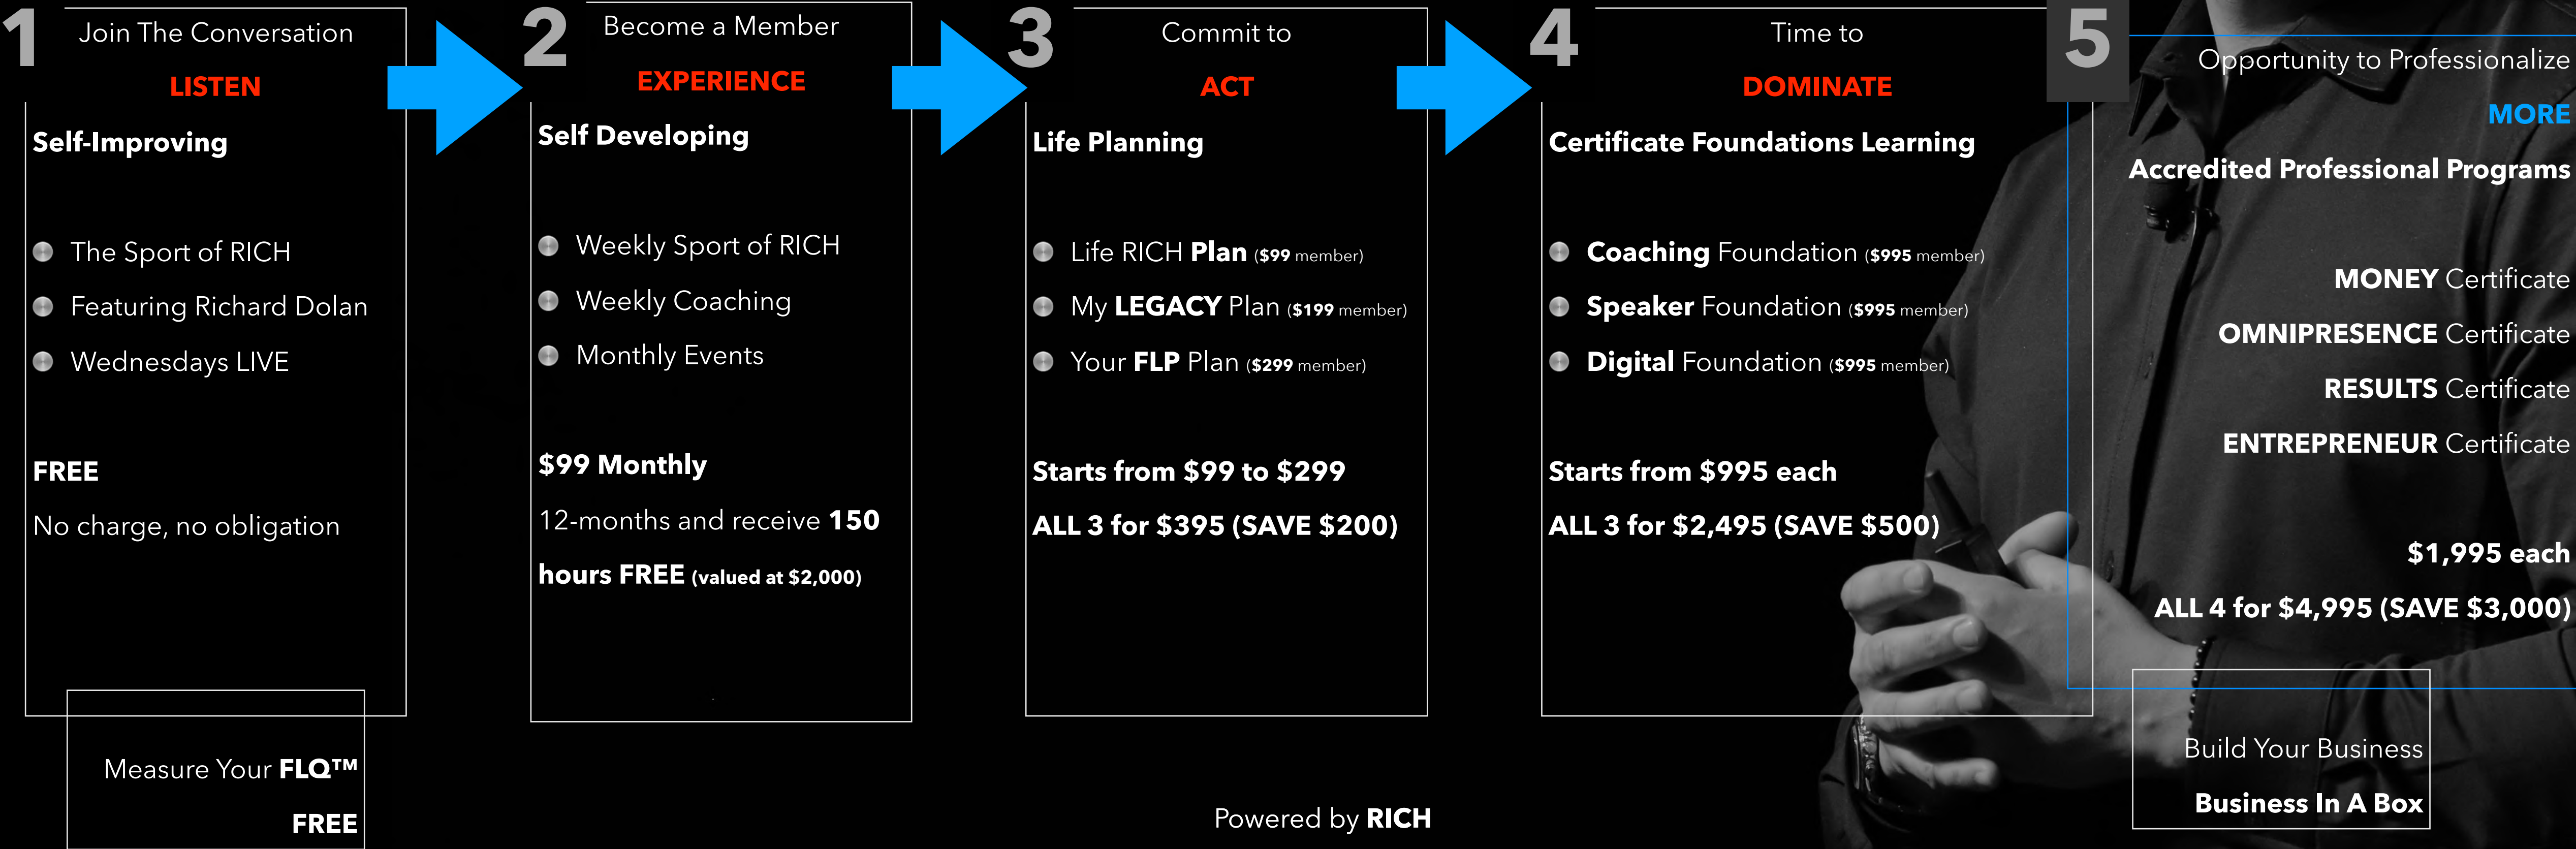 1
Join The Conversation
LISTEN
Self-Improving
The Sport of RICH
Featuring Richard Dolan
Wednesdays LIVE
FREE
No charge, no obligation
Measure Your FLQ™
FREE
2
Become a Member
EXPERIENCE
Self Developing
Weekly Sport of RICH
Weekly Coaching
Monthly Events
$99 Monthly
12-months and receive 150
hours FREE (valued at $2,000)
3
Commit to
ACT
Life Planning
Life RICH Plan ($99 member)
My LEGACY Plan ($199 member)
Your FLP Plan ($299 member)
Starts from $99 to $299
ALL 3 for $395 (SAVE $200)
Powered by RICH
4
Time to
DOMINATE
Certificate Foundations Learning
Coaching Foundation ($995 member)
Speaker Foundation ($995 member)
Digital Foundation ($995 member)
Starts from $995 each
ALL 3 for $2,495 (SAVE $500)
5
Opportunity to Professionalize
MORE
Accredited Professional Programs
MONEY Certificate
OMNIPRESENCE Certificate
RESULTS Certificate
ENTREPRENEUR Certificate
$1,995 each
ALL 4 for $4,995 (SAVE $3,000)
Build Your Business
Business In A Box